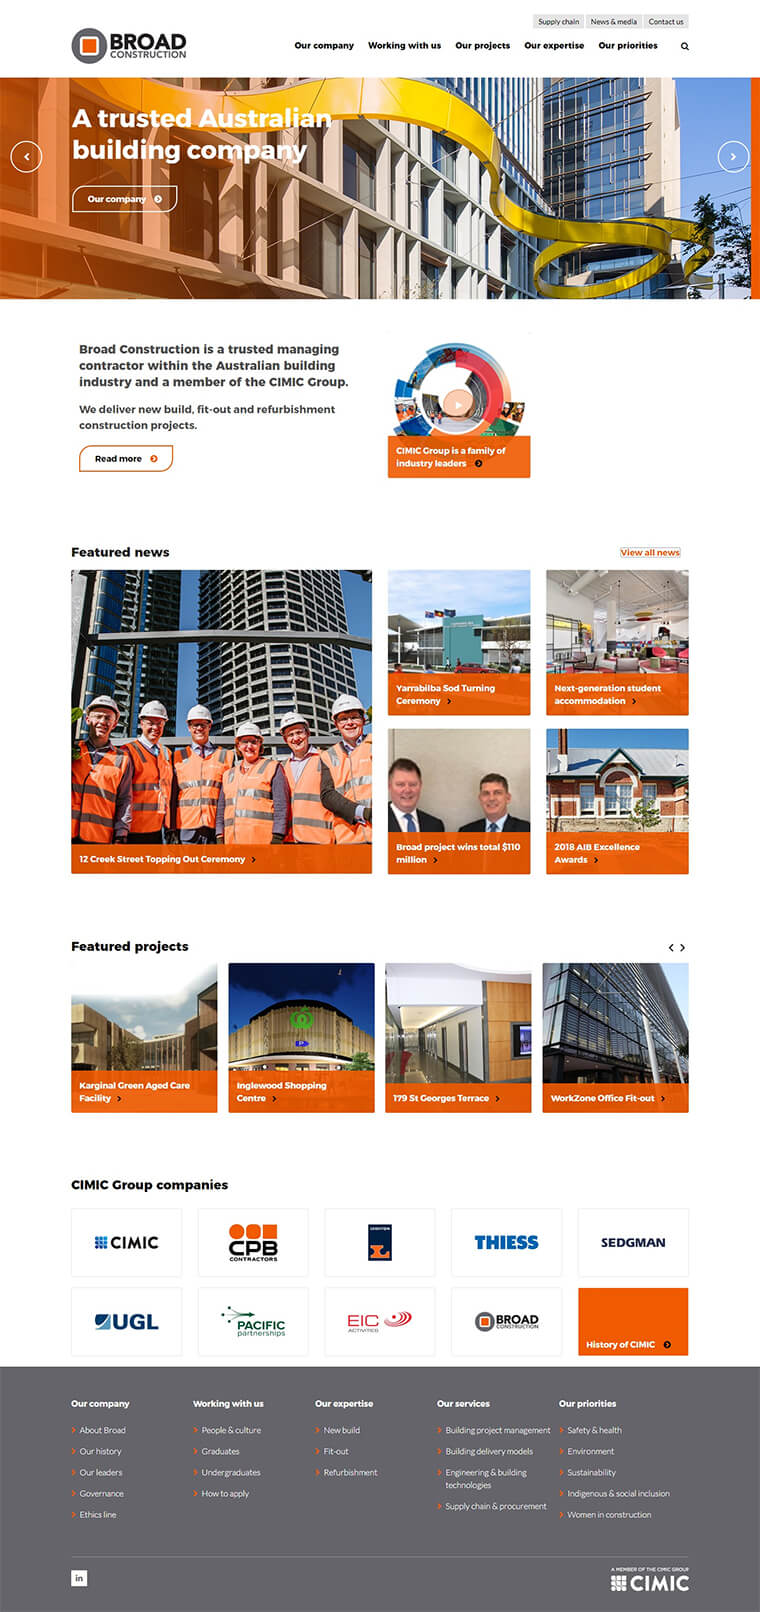 Supply chain
News & media
Contact us
BROAD
CONSTRUCTION
Our company
Working with us
Our projects
Our expertise
Our priorities
A trusted Australian
building company
Our company
Broad Construction is a trusted managing
contractor within the Australian building
industry and a member of the CIMIC Group.
We deliver new build, fit-out and refurbishment
construction projects.
Read more
CIMIC Group is a family of
industry leaders
Featured news
View all news
12 Creek Street Topping Out Ceremony
Yarrabilba Sod Turning
Ceremony
Next-generation student
accommodation
Broad project wins total $110
million
2018 AIB Excellence
Awards
Featured projects
Karginal Green Aged Care
Facility
Inglewood Shopping
Centre
179 St Georges Terrace
WorkZone Office Fit-out
CIMIC Group companies
CIMIC
CPB
CONTRACTORS
LEIGHTON
L
THIESS
SEDGMAN
UGL
PACIFIC
partnerships
EIC
ACTIVITIES
BROAD
CONSTRUCTION
History of CIMIC
Our company
About Broad
Our history
Our leaders
Governance
Ethics line
Working with us
People & culture
Graduates
Undergraduates
How to apply
Our expertise
New build
Fit-out
Refurbishment
Our services
Building project management
Building delivery models
Engineering & building
technologies
Supply chain & procurement
Our priorities
Safety & health
Environment
Sustainability
Indigenous & social inclusion
Women in construction
in
A MEMBER OF THE CIMIC GROUP
CIMIC